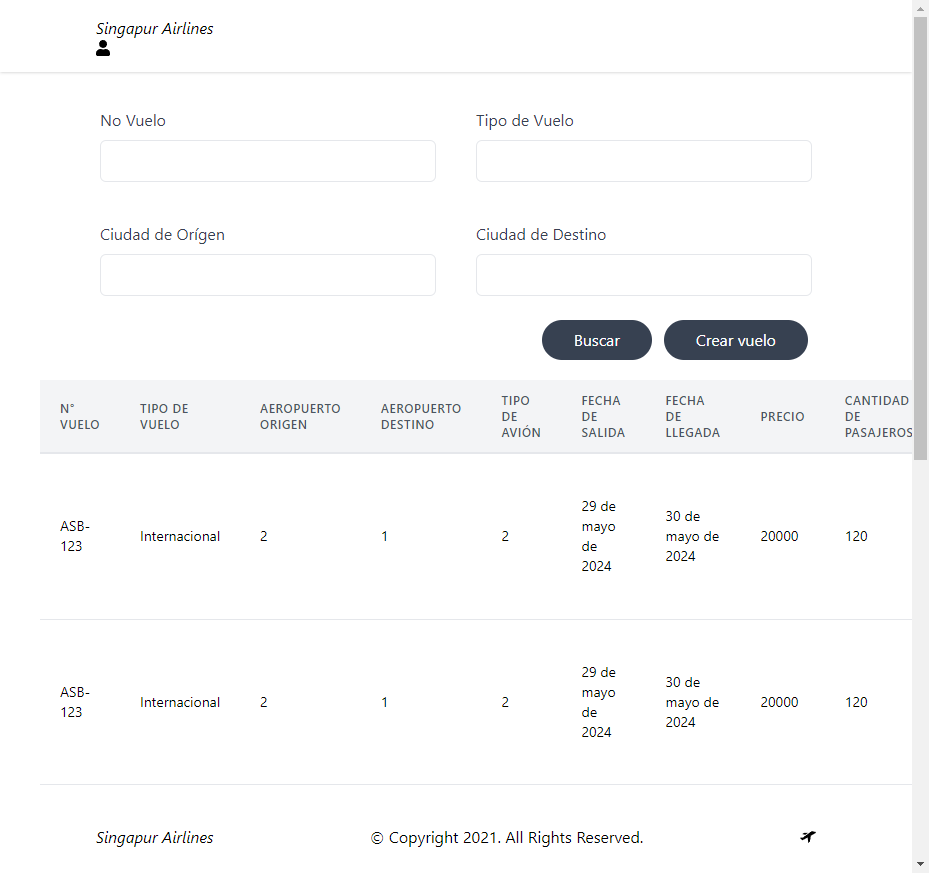 Singapur Airlines
No Vuelo
Tipo de Vuelo
Ciudad de Orígen
Ciudad de Destino
Buscar
Crear vuelo
N°
VUELO
TIPO DE
VUELO
AEROPUERTO
ORIGEN
AEROPUERTO
DESTINO
TIPO
DE
AVIÓN
FECHA
DE
SALIDA
FECHA
DE
LLEGADA
PRECIO
CANTIDAD
DE
PASAJEROS
ASB-
123
Internacional
2
1
2
29 de
mayo
de
2024
30 de
mayo de
2024
20000
120
ASB-
123
Internacional
2
1
2
29 de
mayo
de
2024
30 de
mayo de
2024
20000
120
Singapur Airlines
© Copyright 2021. All Rights Reserved.